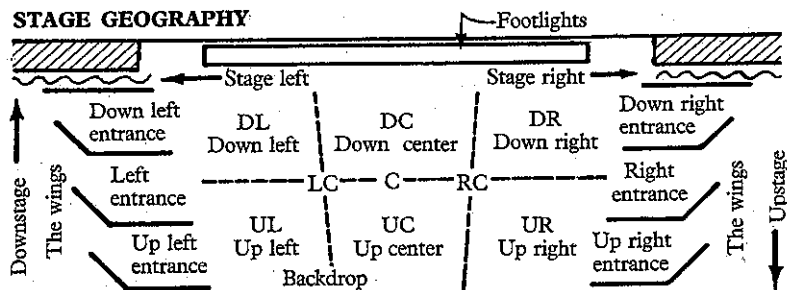 STAGE GEOGRAPHY
Footlights
Stage left
Stage right
Down left
entrance
DL
Down left
DC
Down center
DR
Down right
Down right
entrance
Downstage
The wings
Left
entrance
LC
C
RC
Right
entrance
The wings
Upstage
Up left
entrance
UL
Up left
UC
Up center
UR
Up right
Up right
entrance
Backdrop